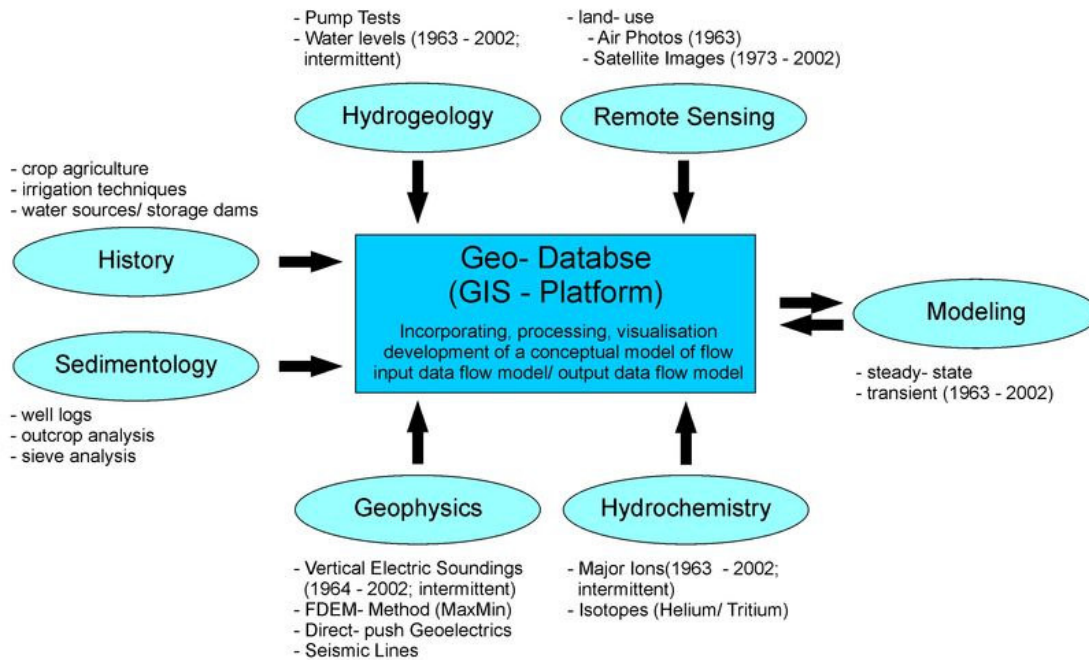 - Pump Tests
- Water levels (1963 - 2002;
intermittent)
Hydrogeology
- land- use
- Air Photos (1963)
- Satellite Images (1973 - 2002)
Remote Sensing
- crop agriculture
- irrigation techniques
- water sources/ storage dams
History
Geo- Databse
(GIS - Platform)
Incorporating, processing, visualisation
development of a conceptual model of flow
input data flow model/ output data flow model
Modeling
- steady- state
- transient (1963 - 2002)
Sedimentology
- well logs
- outcrop analysis
- sieve analysis
Geophysics
- Vertical Electric Soundings
(1964 - 2002; intermittent)
- FDEM- Method (MaxMin)
- Direct- push Geoelectrics
- Seismic Lines
Hydrochemistry
- Major Ions(1963 - 2002;
intermittent)
- Isotopes (Helium/ Tritium)